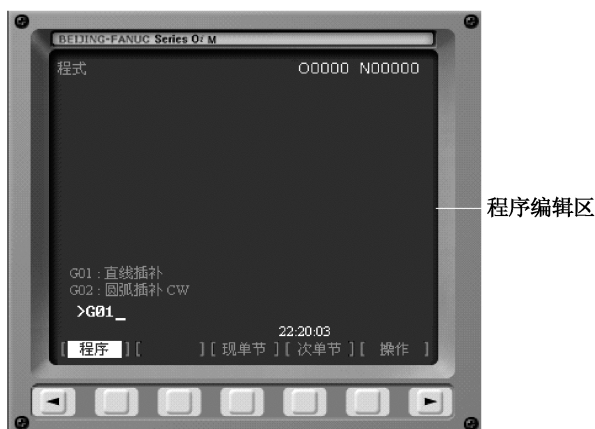 BEIJING-FANUC Series 0i M
程式 O0000 N00000
程序编辑区
G01 : 直线插补
G02 : 圆弧插补 CW
>G01_
22:20:03
[ 程序 ] [ ] [ 现单节 ] [ 次单节 ] [ 操作 ]